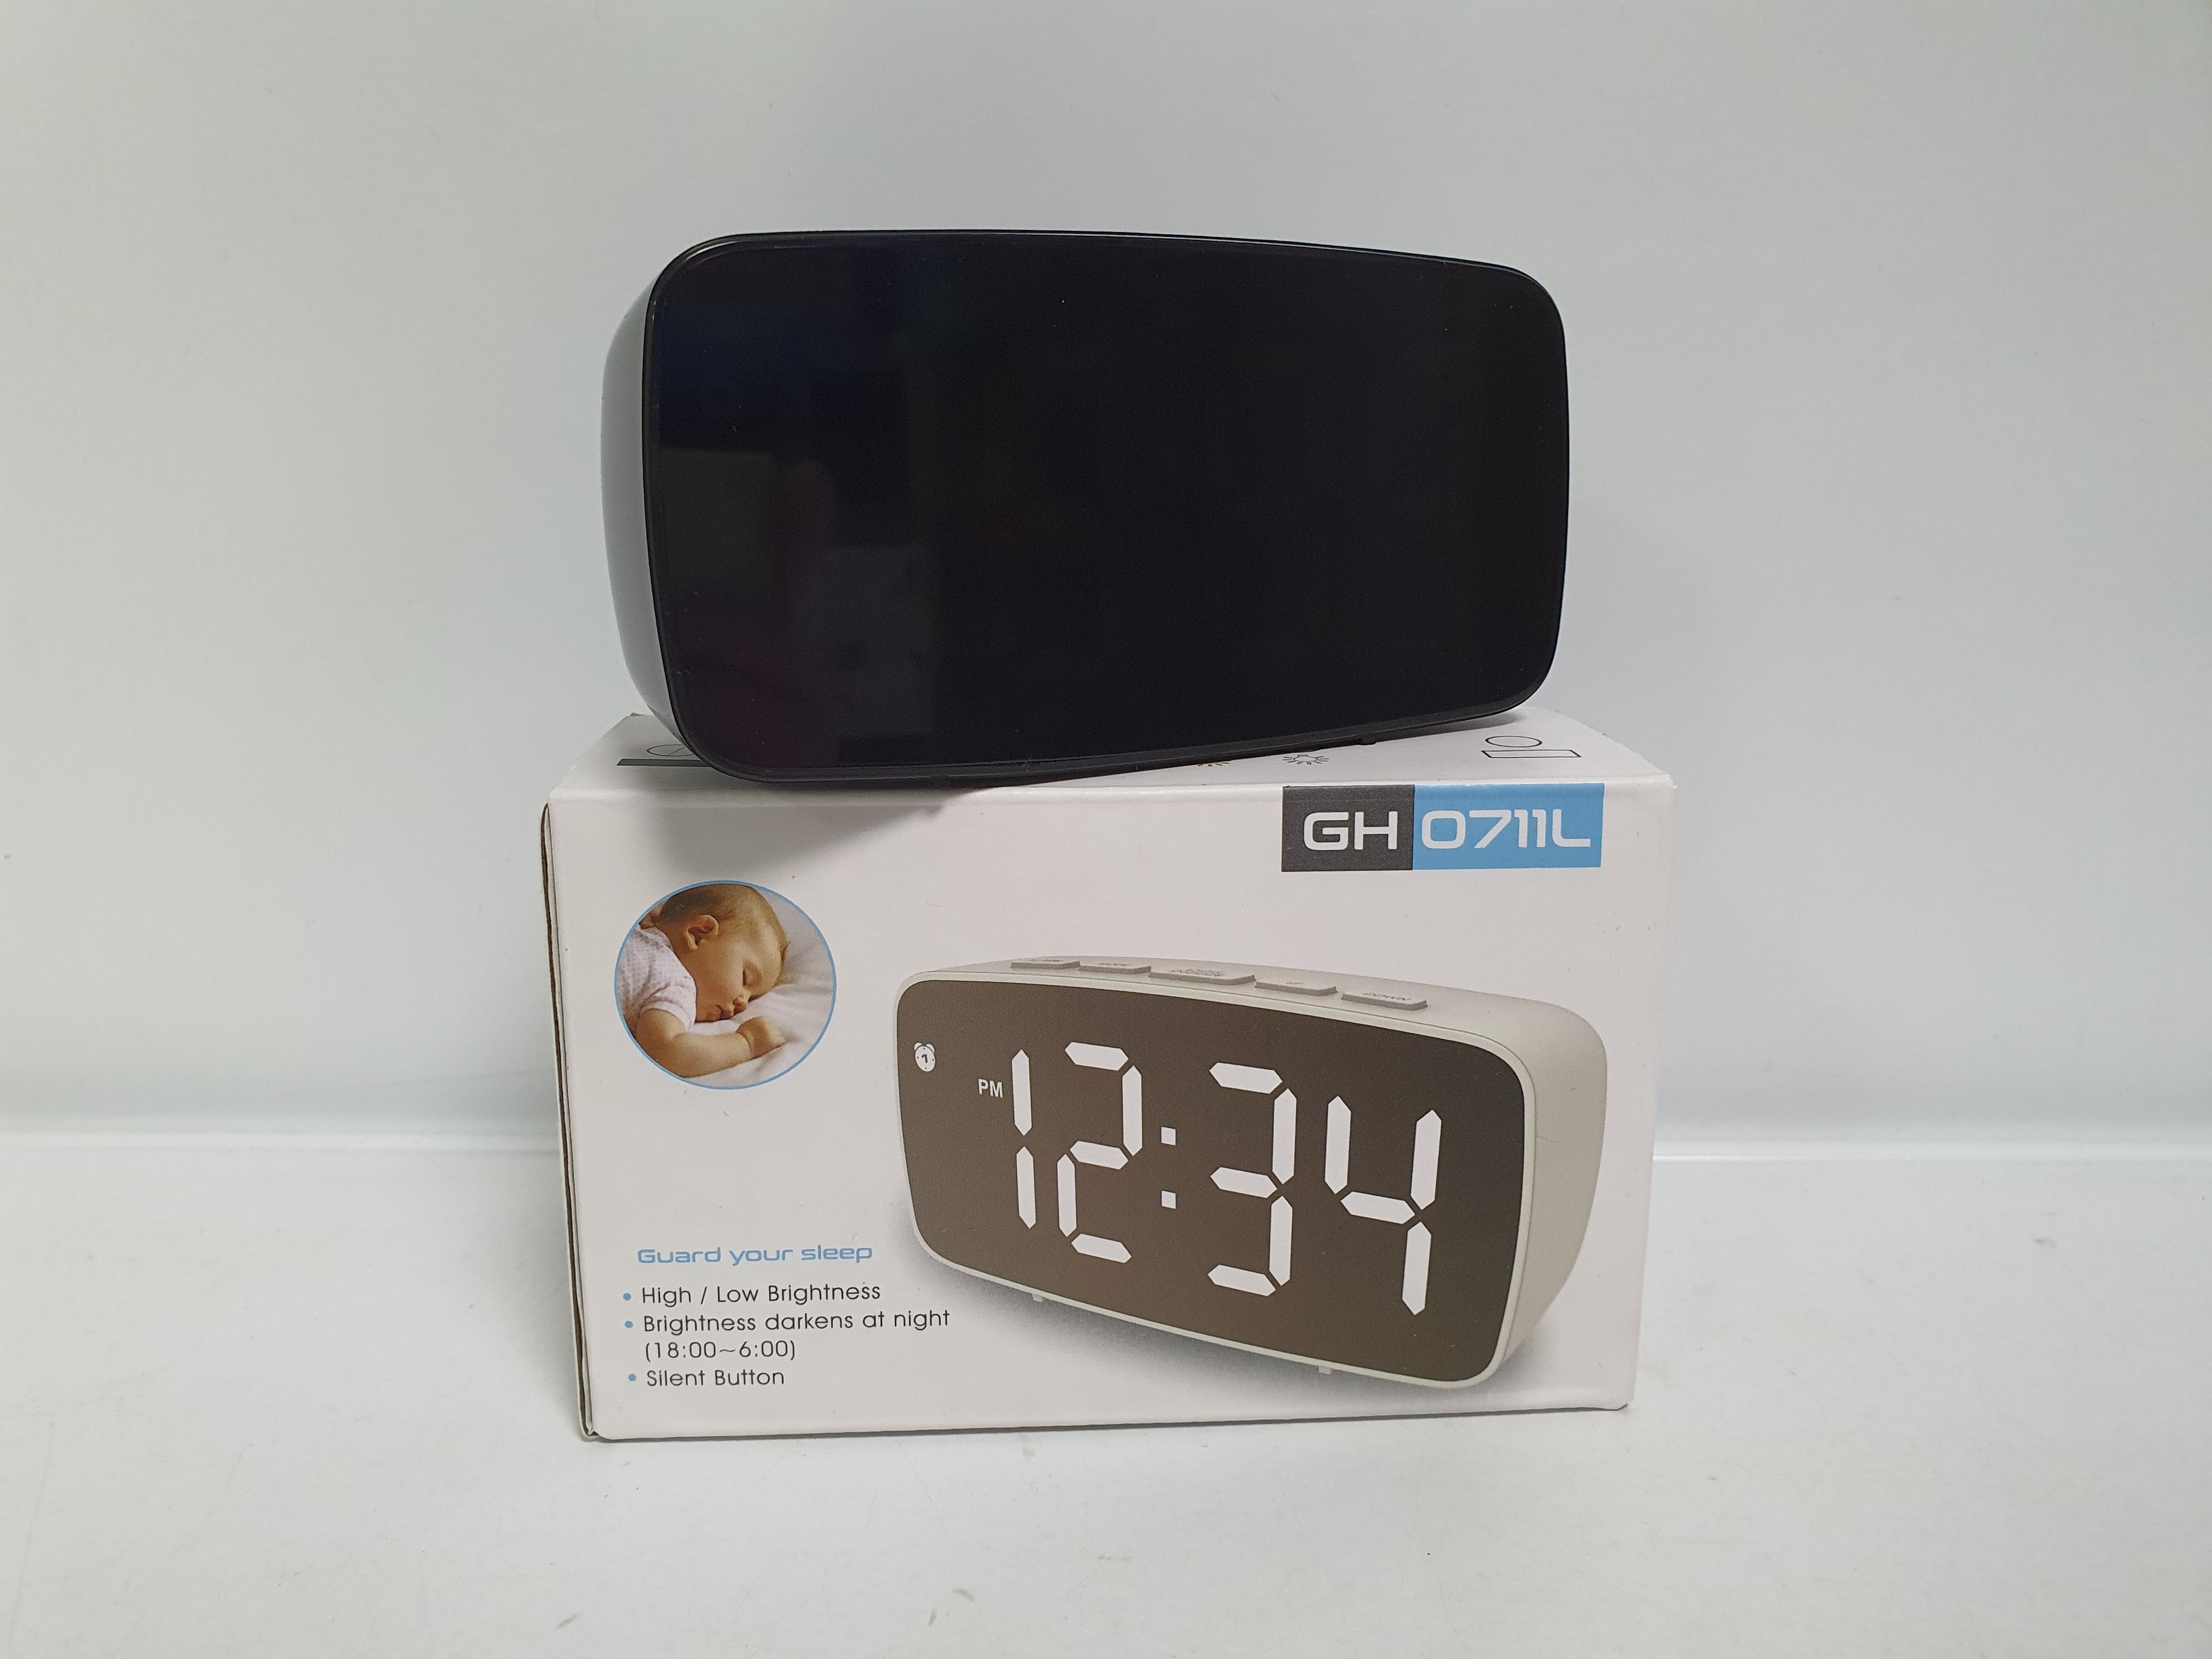 GH 0711L
PM 12:34
Guard your sleep
• High / Low Brightness
• Brightness darkens at night
(18:00~6:00)
• Silent Button